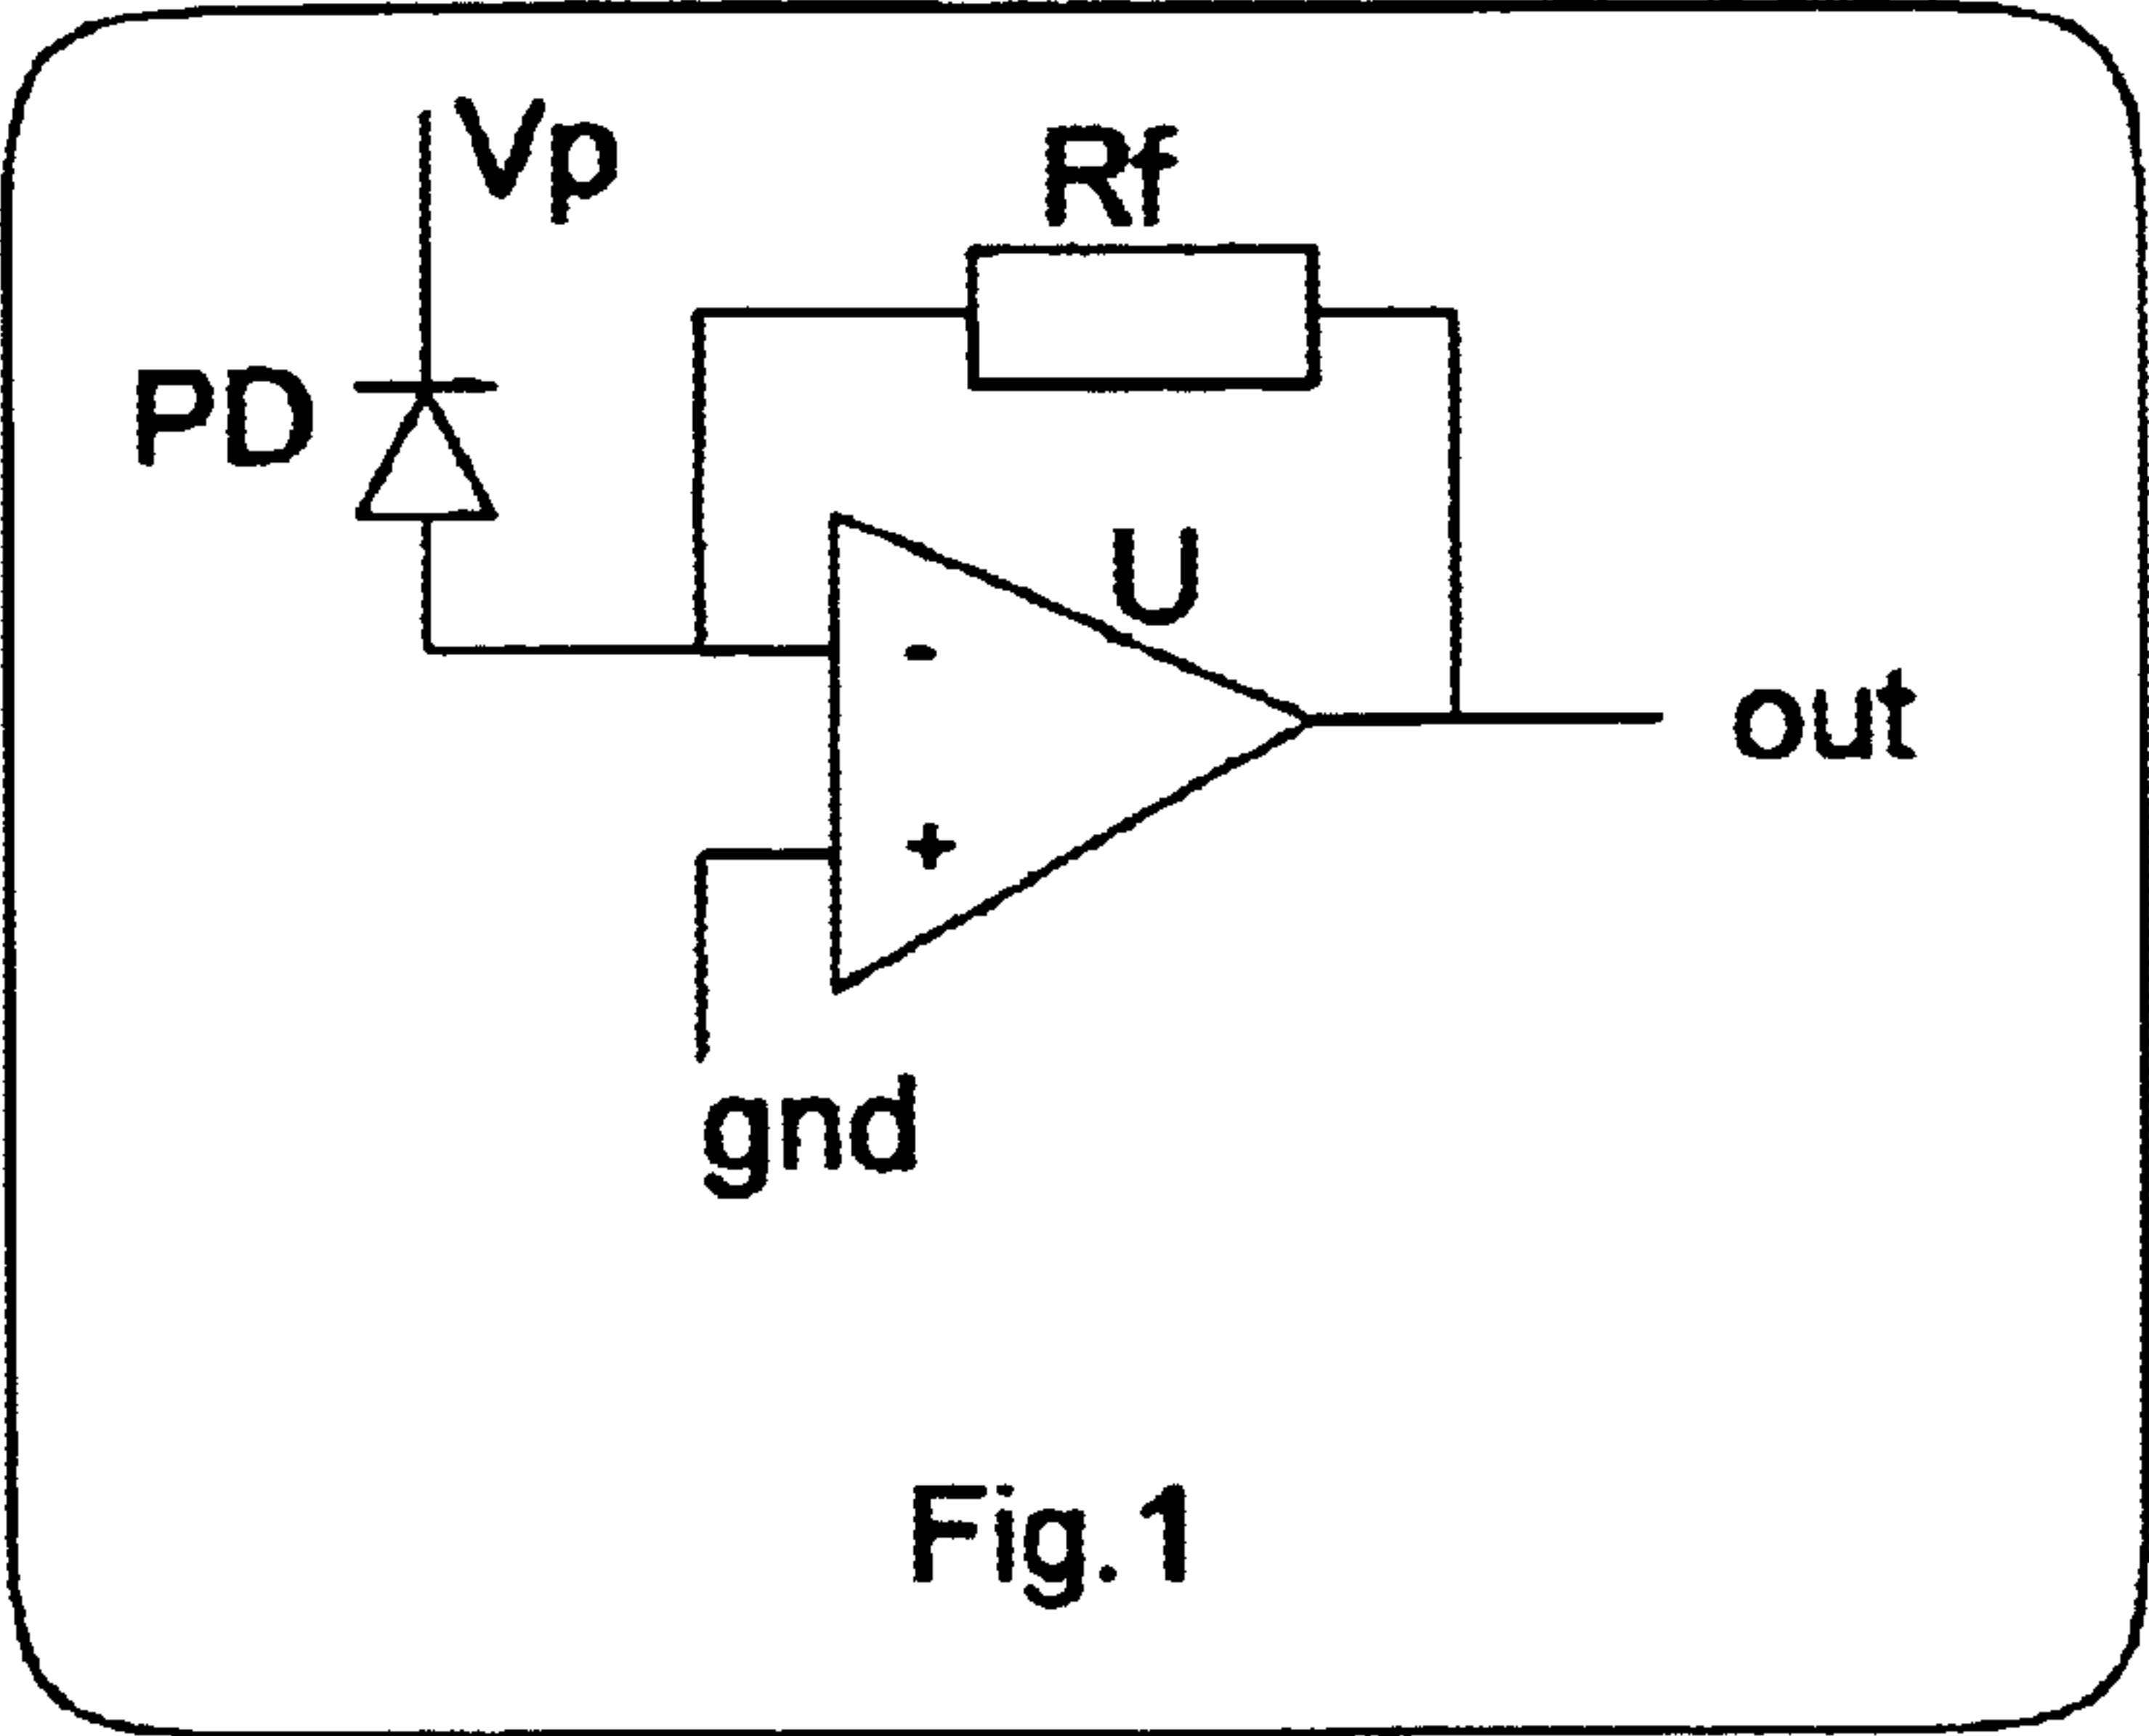 Vp
Rf
PD
U
-
out
+
gnd
Fig.1